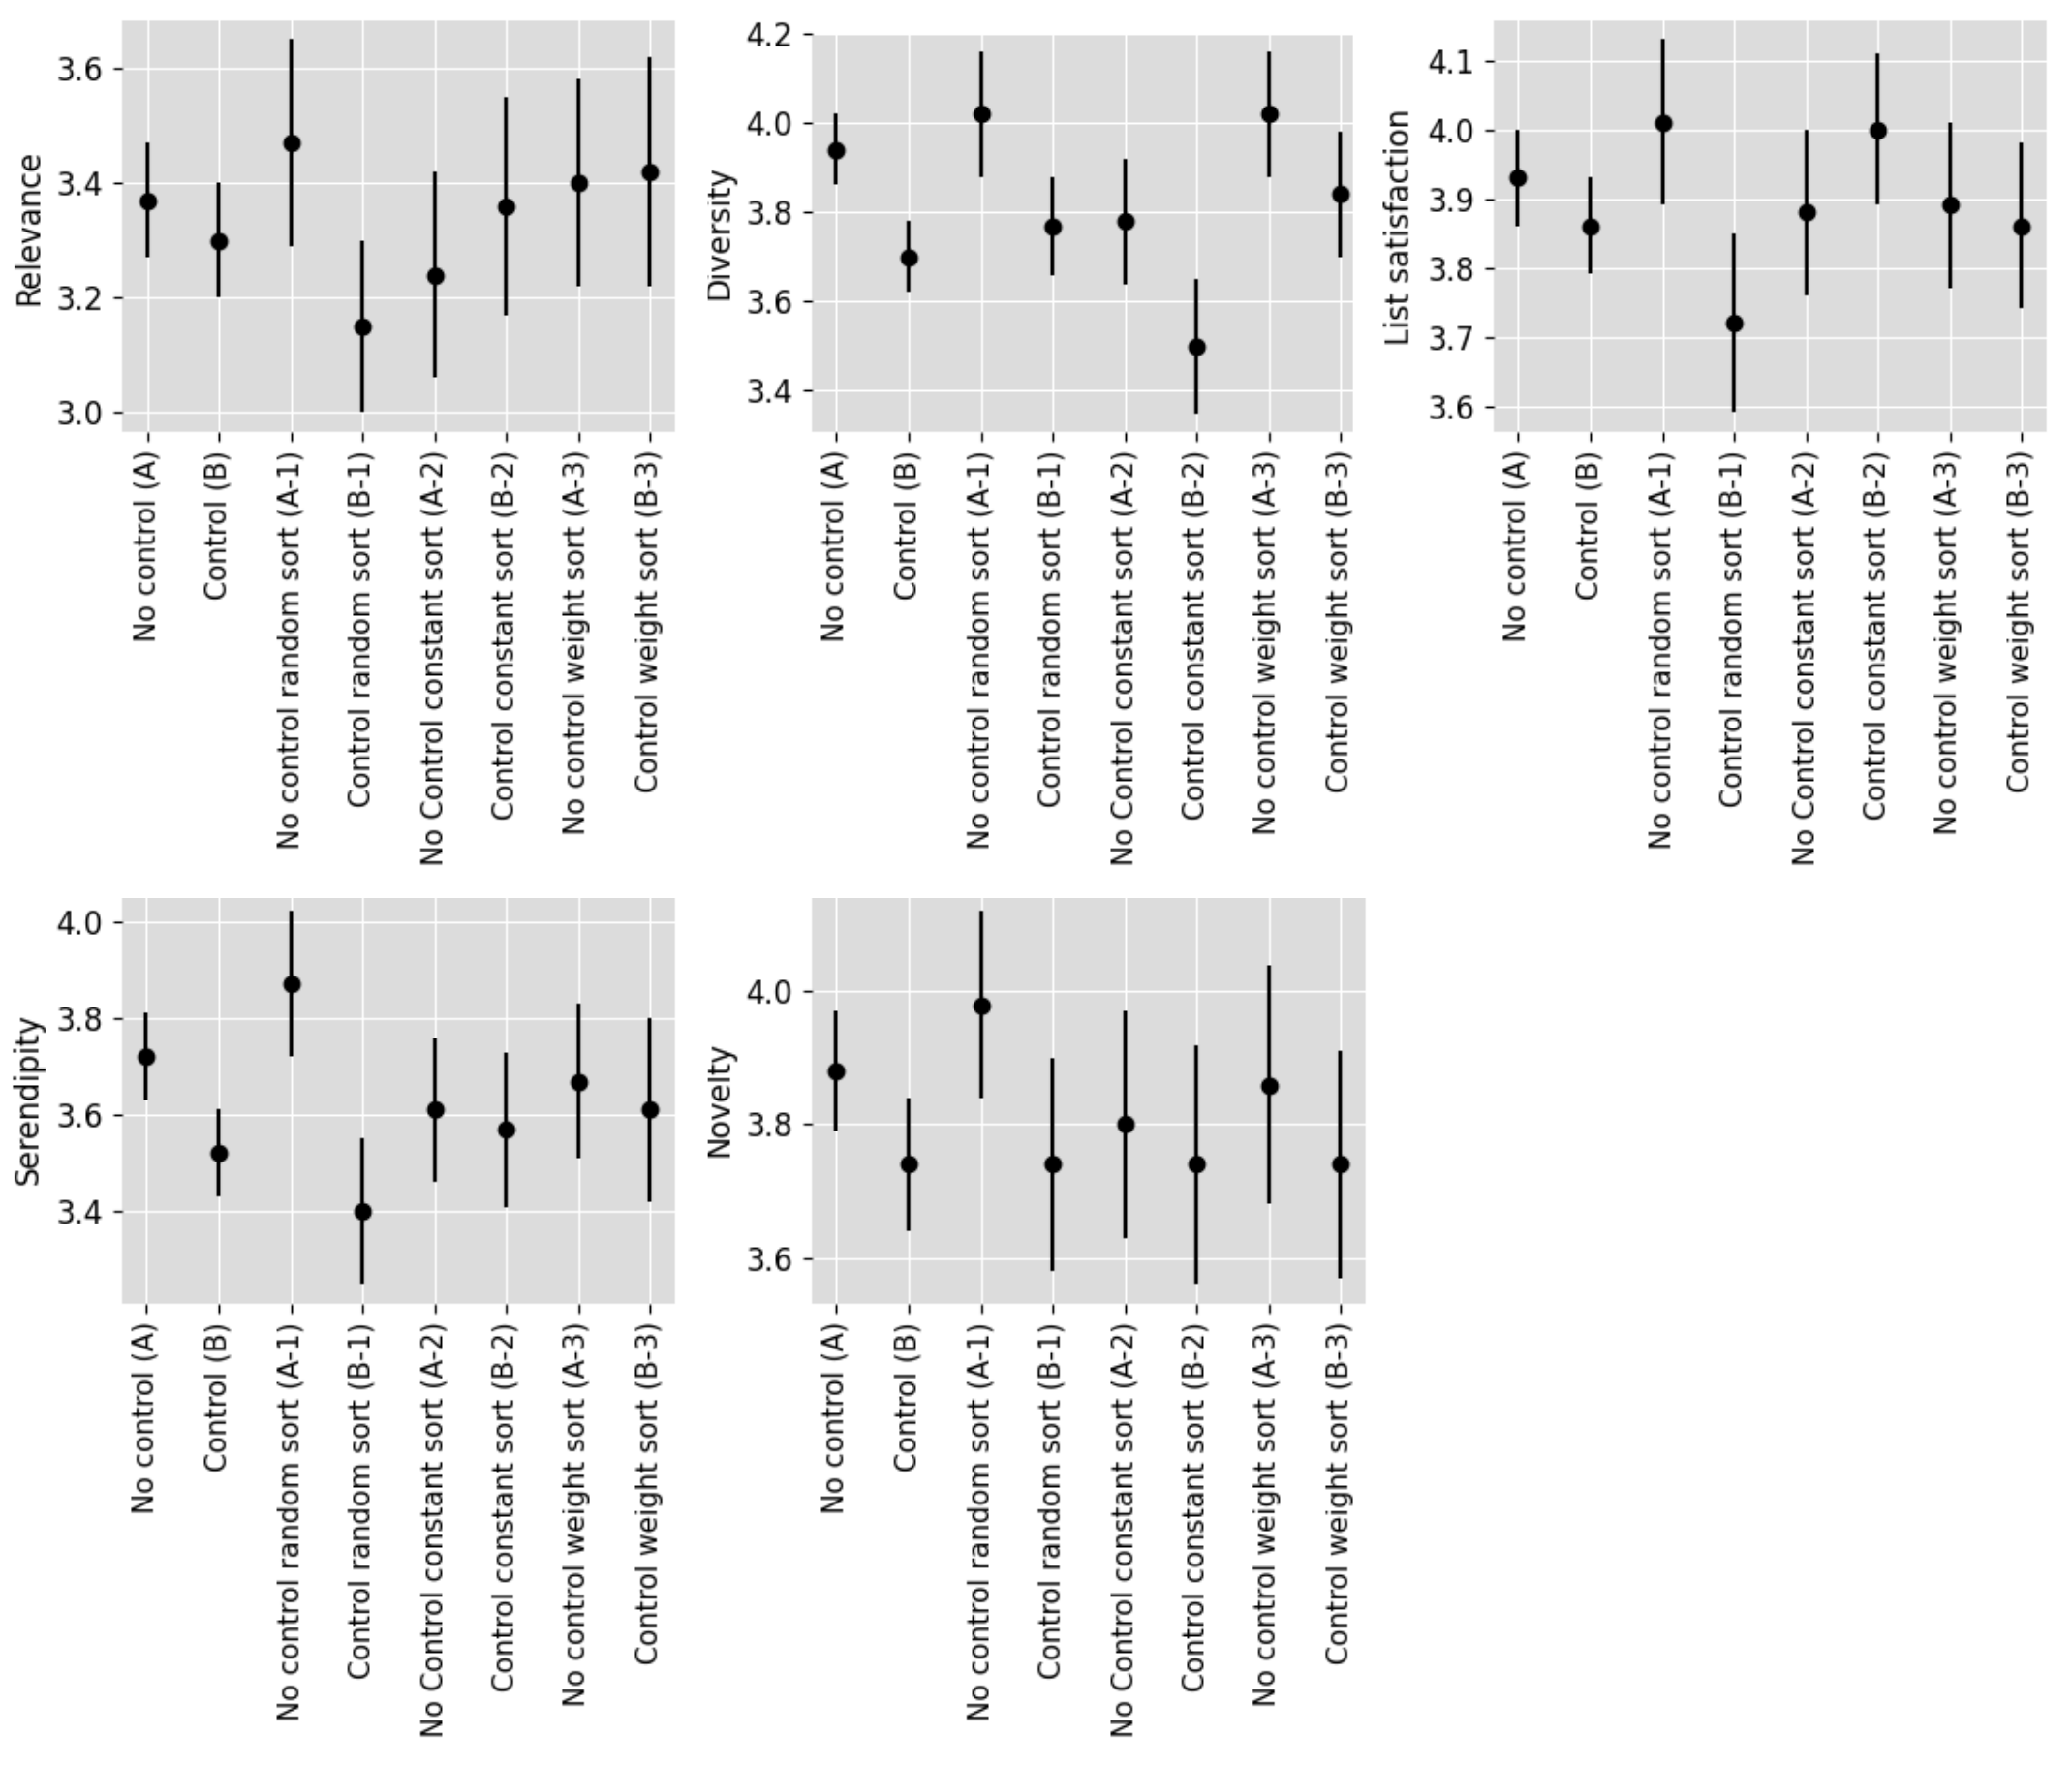 Relevance
3.6
3.4
3.2
3.0
No control (A)
Control (B)
No control random sort (A-1)
Control random sort (B-1)
No Control constant sort (A-2)
Control constant sort (B-2)
No control weight sort (A-3)
Control weight sort (B-3)
Diversity
4.2
4.0
3.8
3.6
3.4
No control (A)
Control (B)
No control random sort (A-1)
Control random sort (B-1)
No Control constant sort (A-2)
Control constant sort (B-2)
No control weight sort (A-3)
Control weight sort (B-3)
List satisfaction
4.1
4.0
3.9
3.8
3.7
3.6
No control (A)
Control (B)
No control random sort (A-1)
Control random sort (B-1)
No Control constant sort (A-2)
Control constant sort (B-2)
No control weight sort (A-3)
Control weight sort (B-3)
Serendipity
4.0
3.8
3.6
3.4
No control (A)
Control (B)
No control random sort (A-1)
Control random sort (B-1)
No Control constant sort (A-2)
Control constant sort (B-2)
No control weight sort (A-3)
Control weight sort (B-3)
Novelty
4.0
3.8
3.6
No control (A)
Control (B)
No control random sort (A-1)
Control random sort (B-1)
No Control constant sort (A-2)
Control constant sort (B-2)
No control weight sort (A-3)
Control weight sort (B-3)